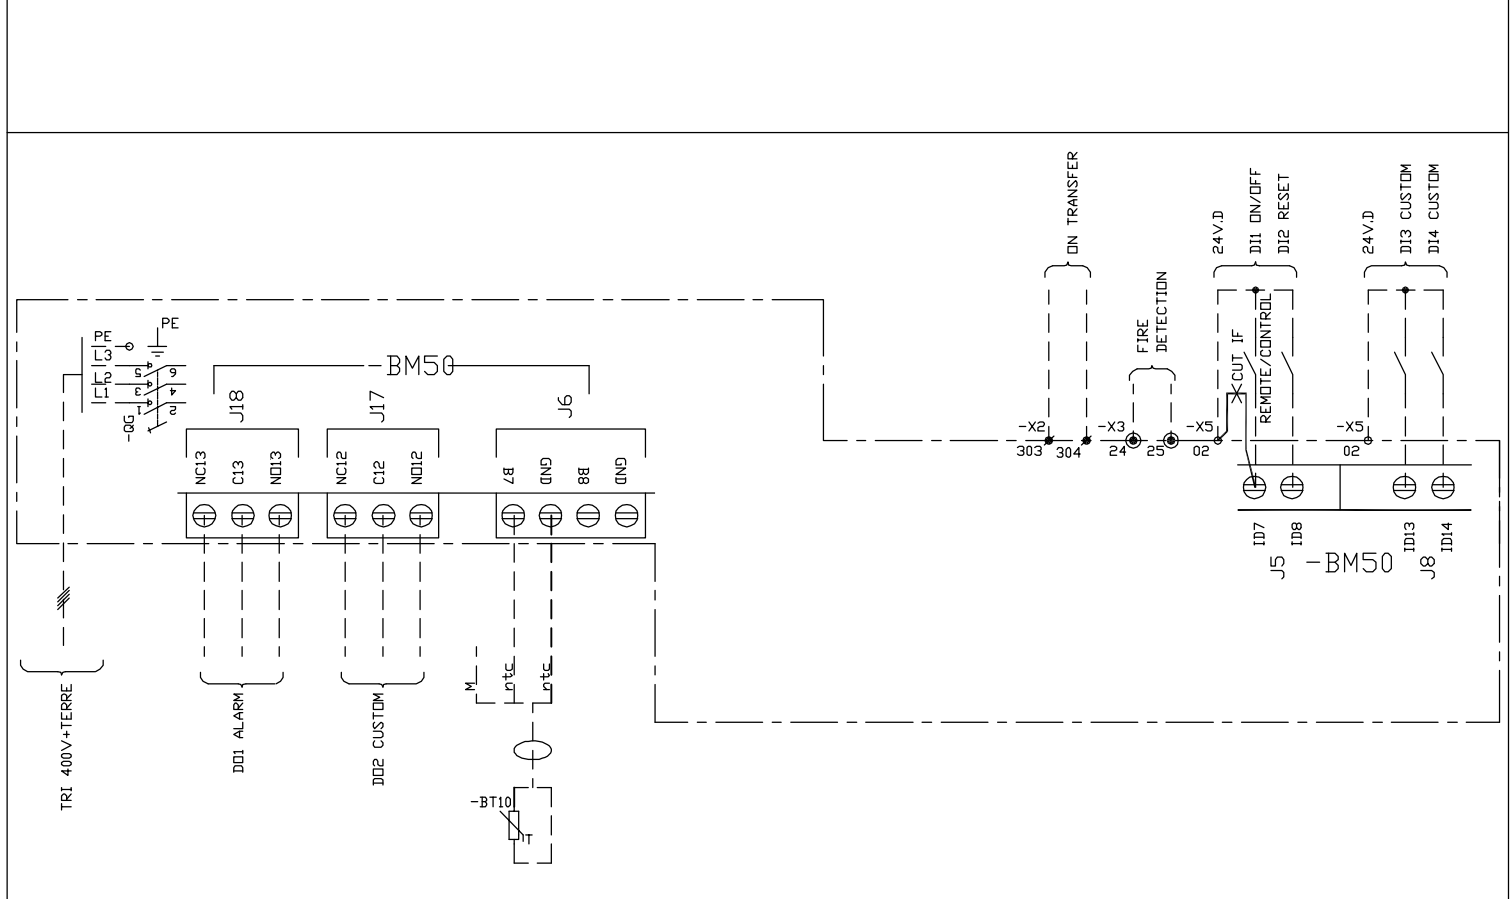 PE
PE
L3
L2
L1
5
6
3
4
1
2
-QG
-BM50
J18
J17
J6
NC13
C13
NO13
NC12
C12
NO12
B7
GND
B8
GND
TRI 400V+TERRE
DO1 ALARM
DO2 CUSTOM
M
ntc
ntc
-BT10
T
ON TRANSFER
FIRE
DETECTION
24V.D
DI1 ON/OFF
DI2 RESET
24V.D
DI3 CUSTOM
DI4 CUSTOM
CUT IF
REMOTE/CONTROL
-X2
303
304
-X3
24
25
-X5
02
-X5
02
ID7
ID8
ID13
ID14
J5
-BM50
J8